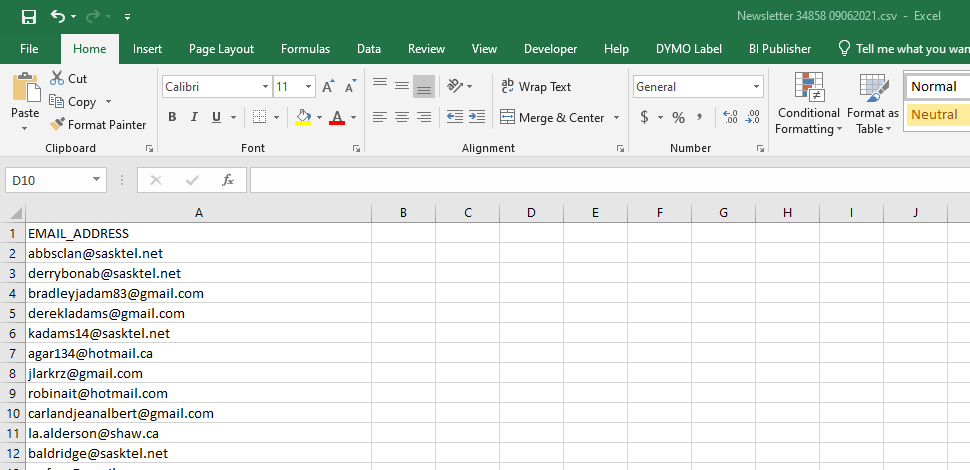 Newsletter 34858 09062021.csv - Excel
File Home Insert Page Layout Formulas Data Review View Developer Help DYMO Label BI Publisher Tell me what you wan
Paste
Cut
Copy
Format Painter
Clipboard
Calibri 11
B I U
Font
Wrap Text
Merge & Center
Alignment
General
$ % ,
Number
Conditional Formatting
Format as Table
Normal
Neutral
D10 fx
A B C D E F G H I J
1 EMAIL_ADDRESS
2 abbsclan@sasktel.net
3 derrybonab@sasktel.net
4 bradleyjadam83@gmail.com
5 derekladams@gmail.com
6 kadams14@sasktel.net
7 agar134@hotmail.ca
8 jlarkrz@gmail.com
9 robinait@hotmail.com
10 carlandjeanalbert@gmail.com
11 la.alderson@shaw.ca
12 baldridge@sasktel.net